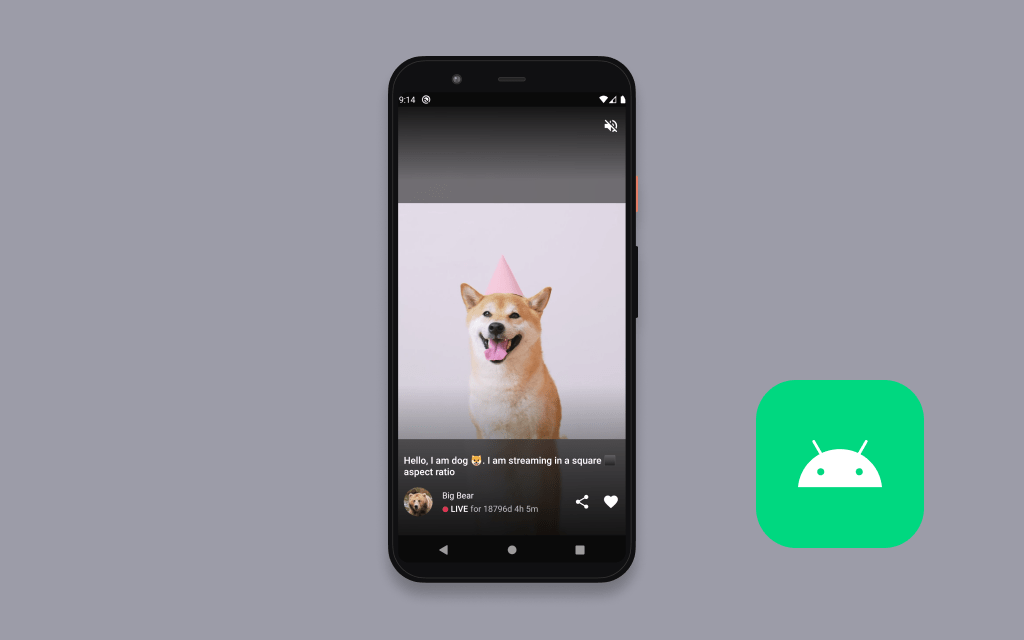 9:14
Hello, I am dog 🐶. I am streaming in a square ⬛
aspect ratio
Big Bear
LIVE for 18796d 4h 5m